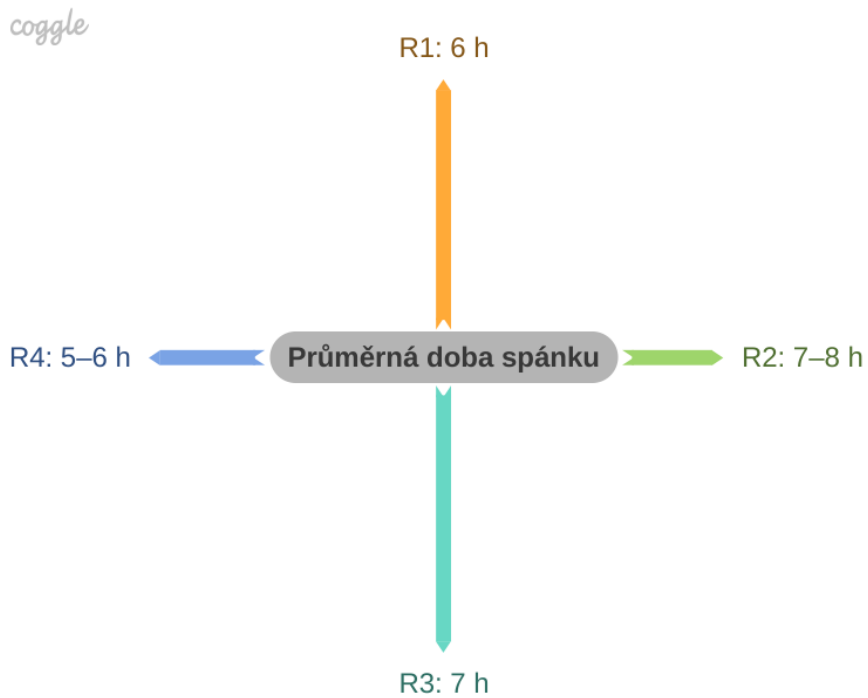 coggle
R1: 6 h
R4: 5–6 h
Průměrná doba spánku
R2: 7–8 h
R3: 7 h